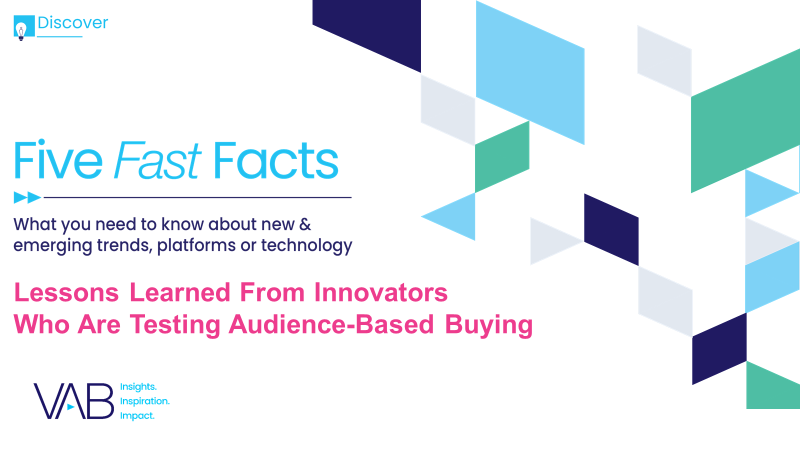 Discover
Five Fast Facts
What you need to know about new &
emerging trends, platforms or technology
Lessons Learned From Innovators
Who Are Testing Audience-Based Buying
VAB
Insights.
Inspiration.
Impact.